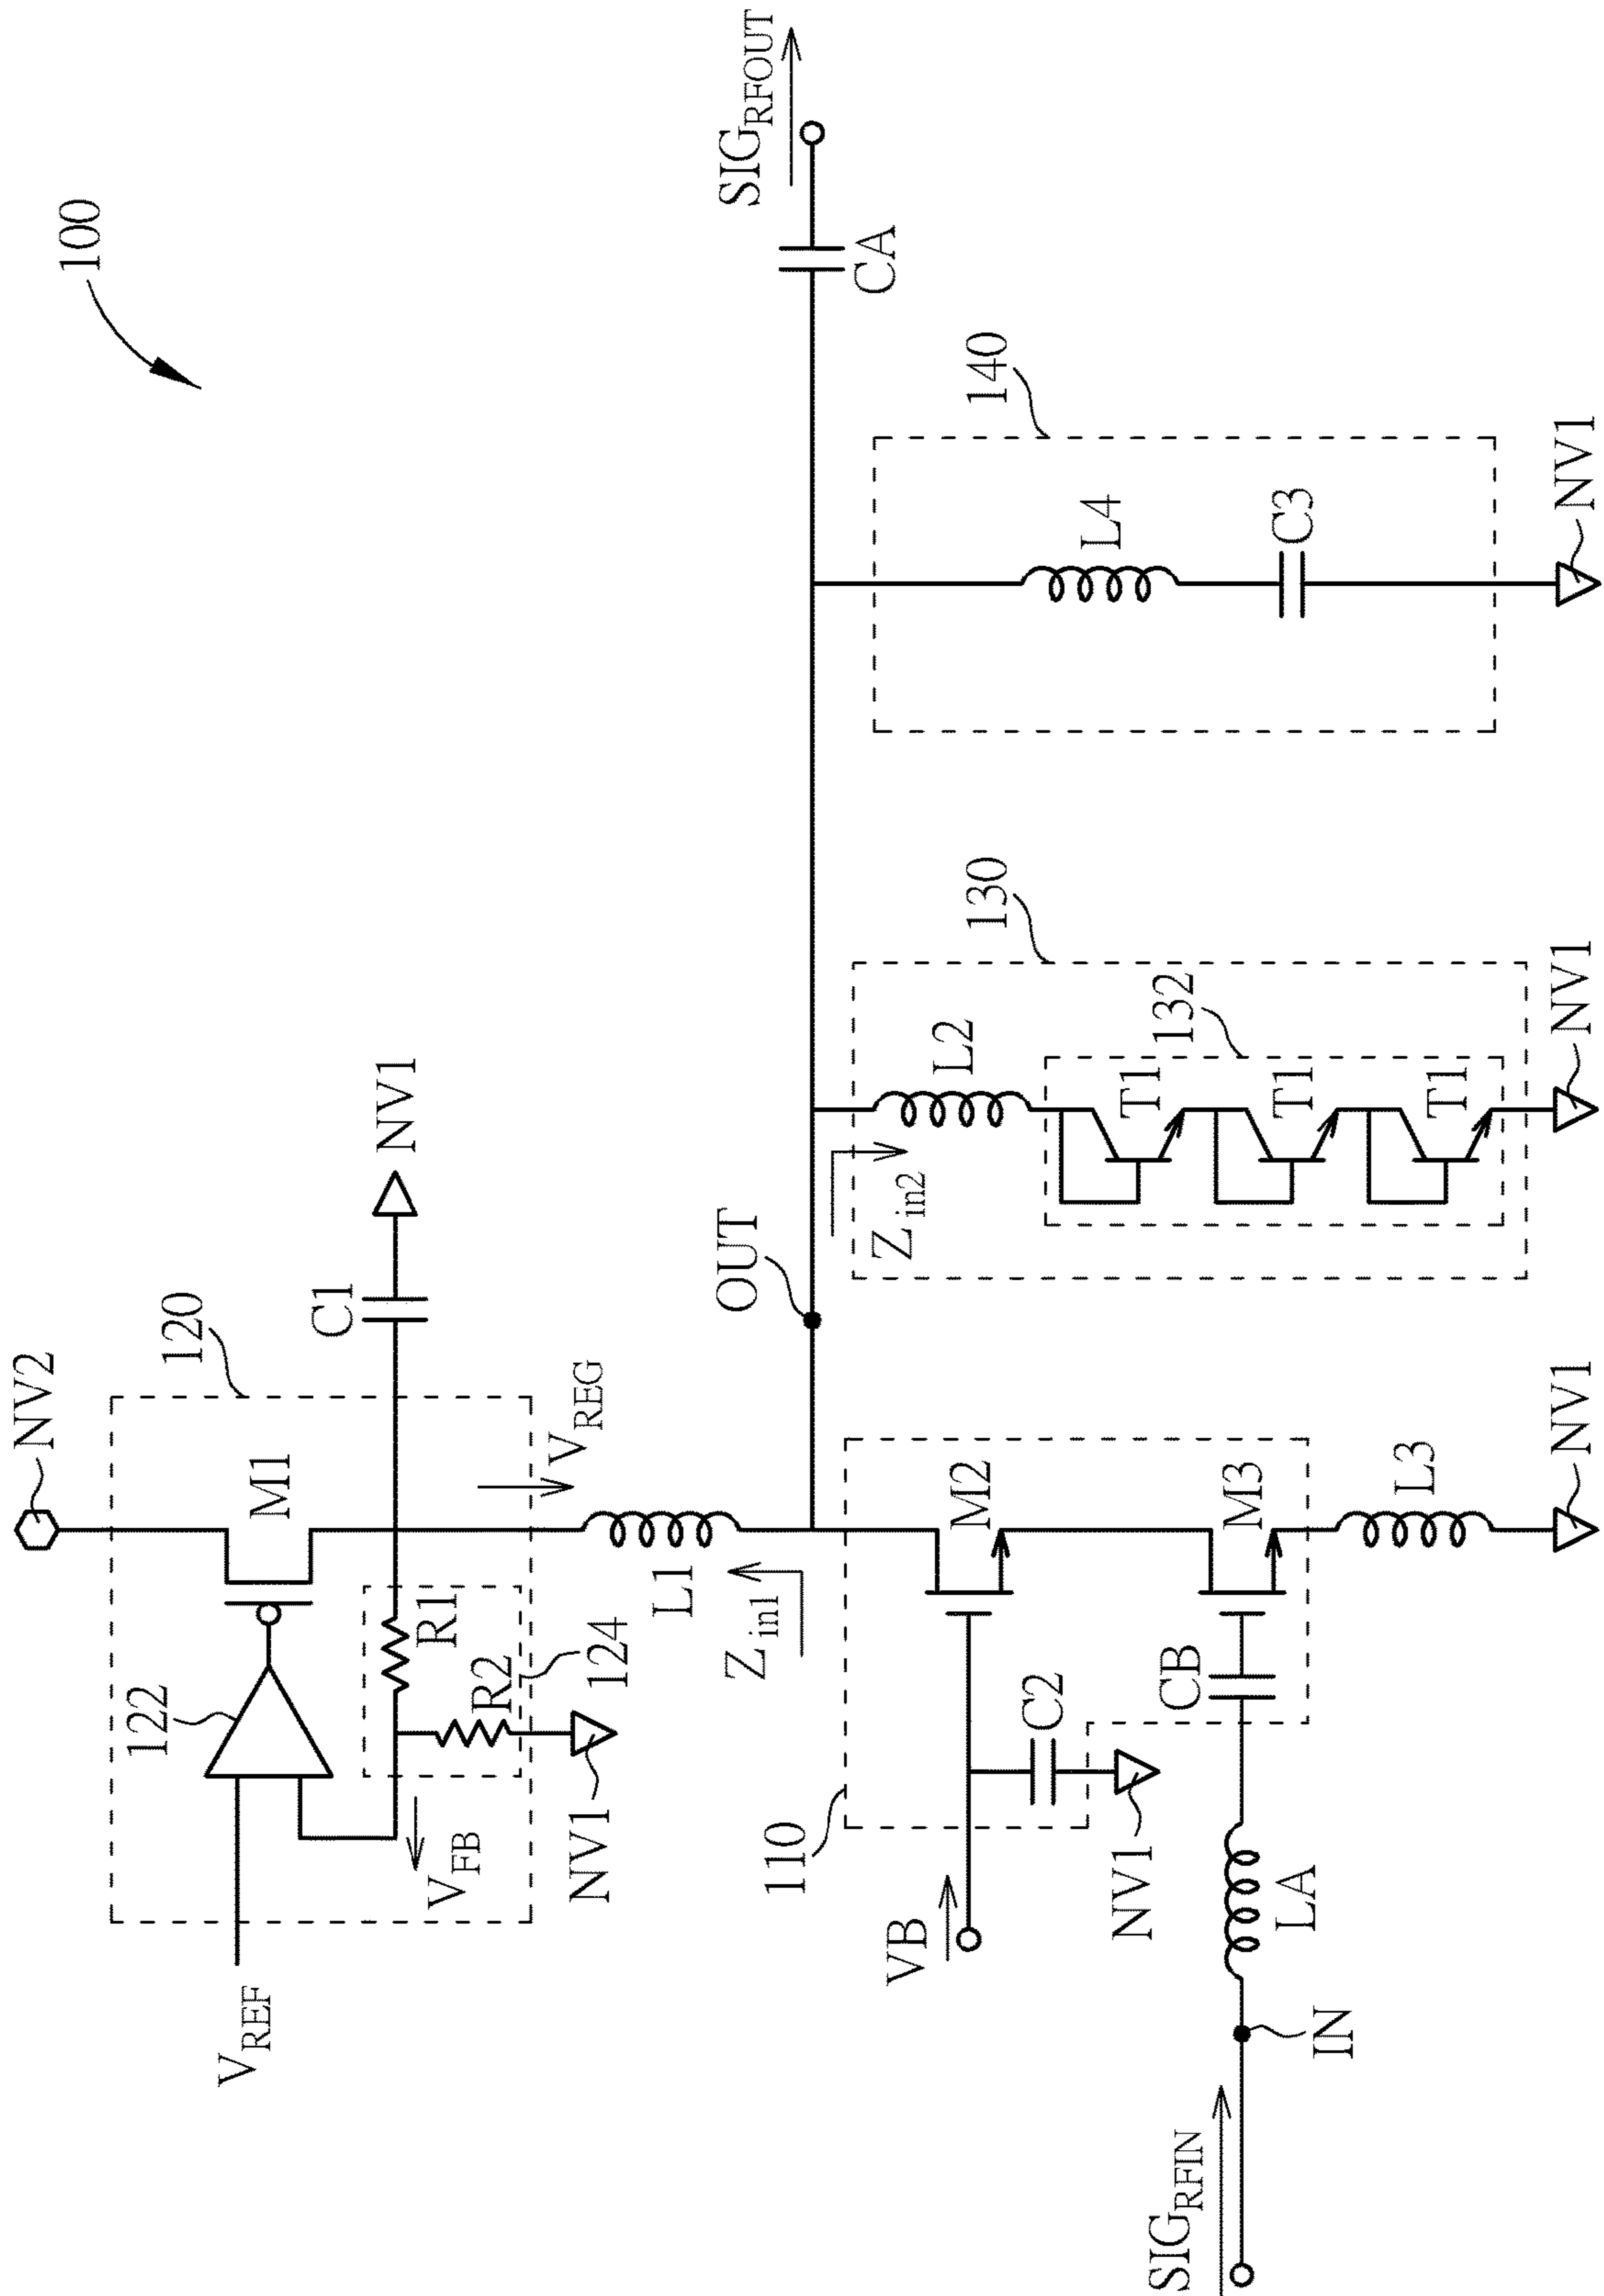 100
NV2
120
M1
C1
NV1
122
V_REF
R1
R2
124
V_FB
NV1
V_REG
L1
Z_in1
OUT
SIG_RFOUT
CA
110
VB
C2
NV1
M2
M3
CB
LA
IN
SIG_RFIN
L3
NV1
130
Z_in2
L2
132
T1
T1
T1
NV1
140
L4
C3
NV1